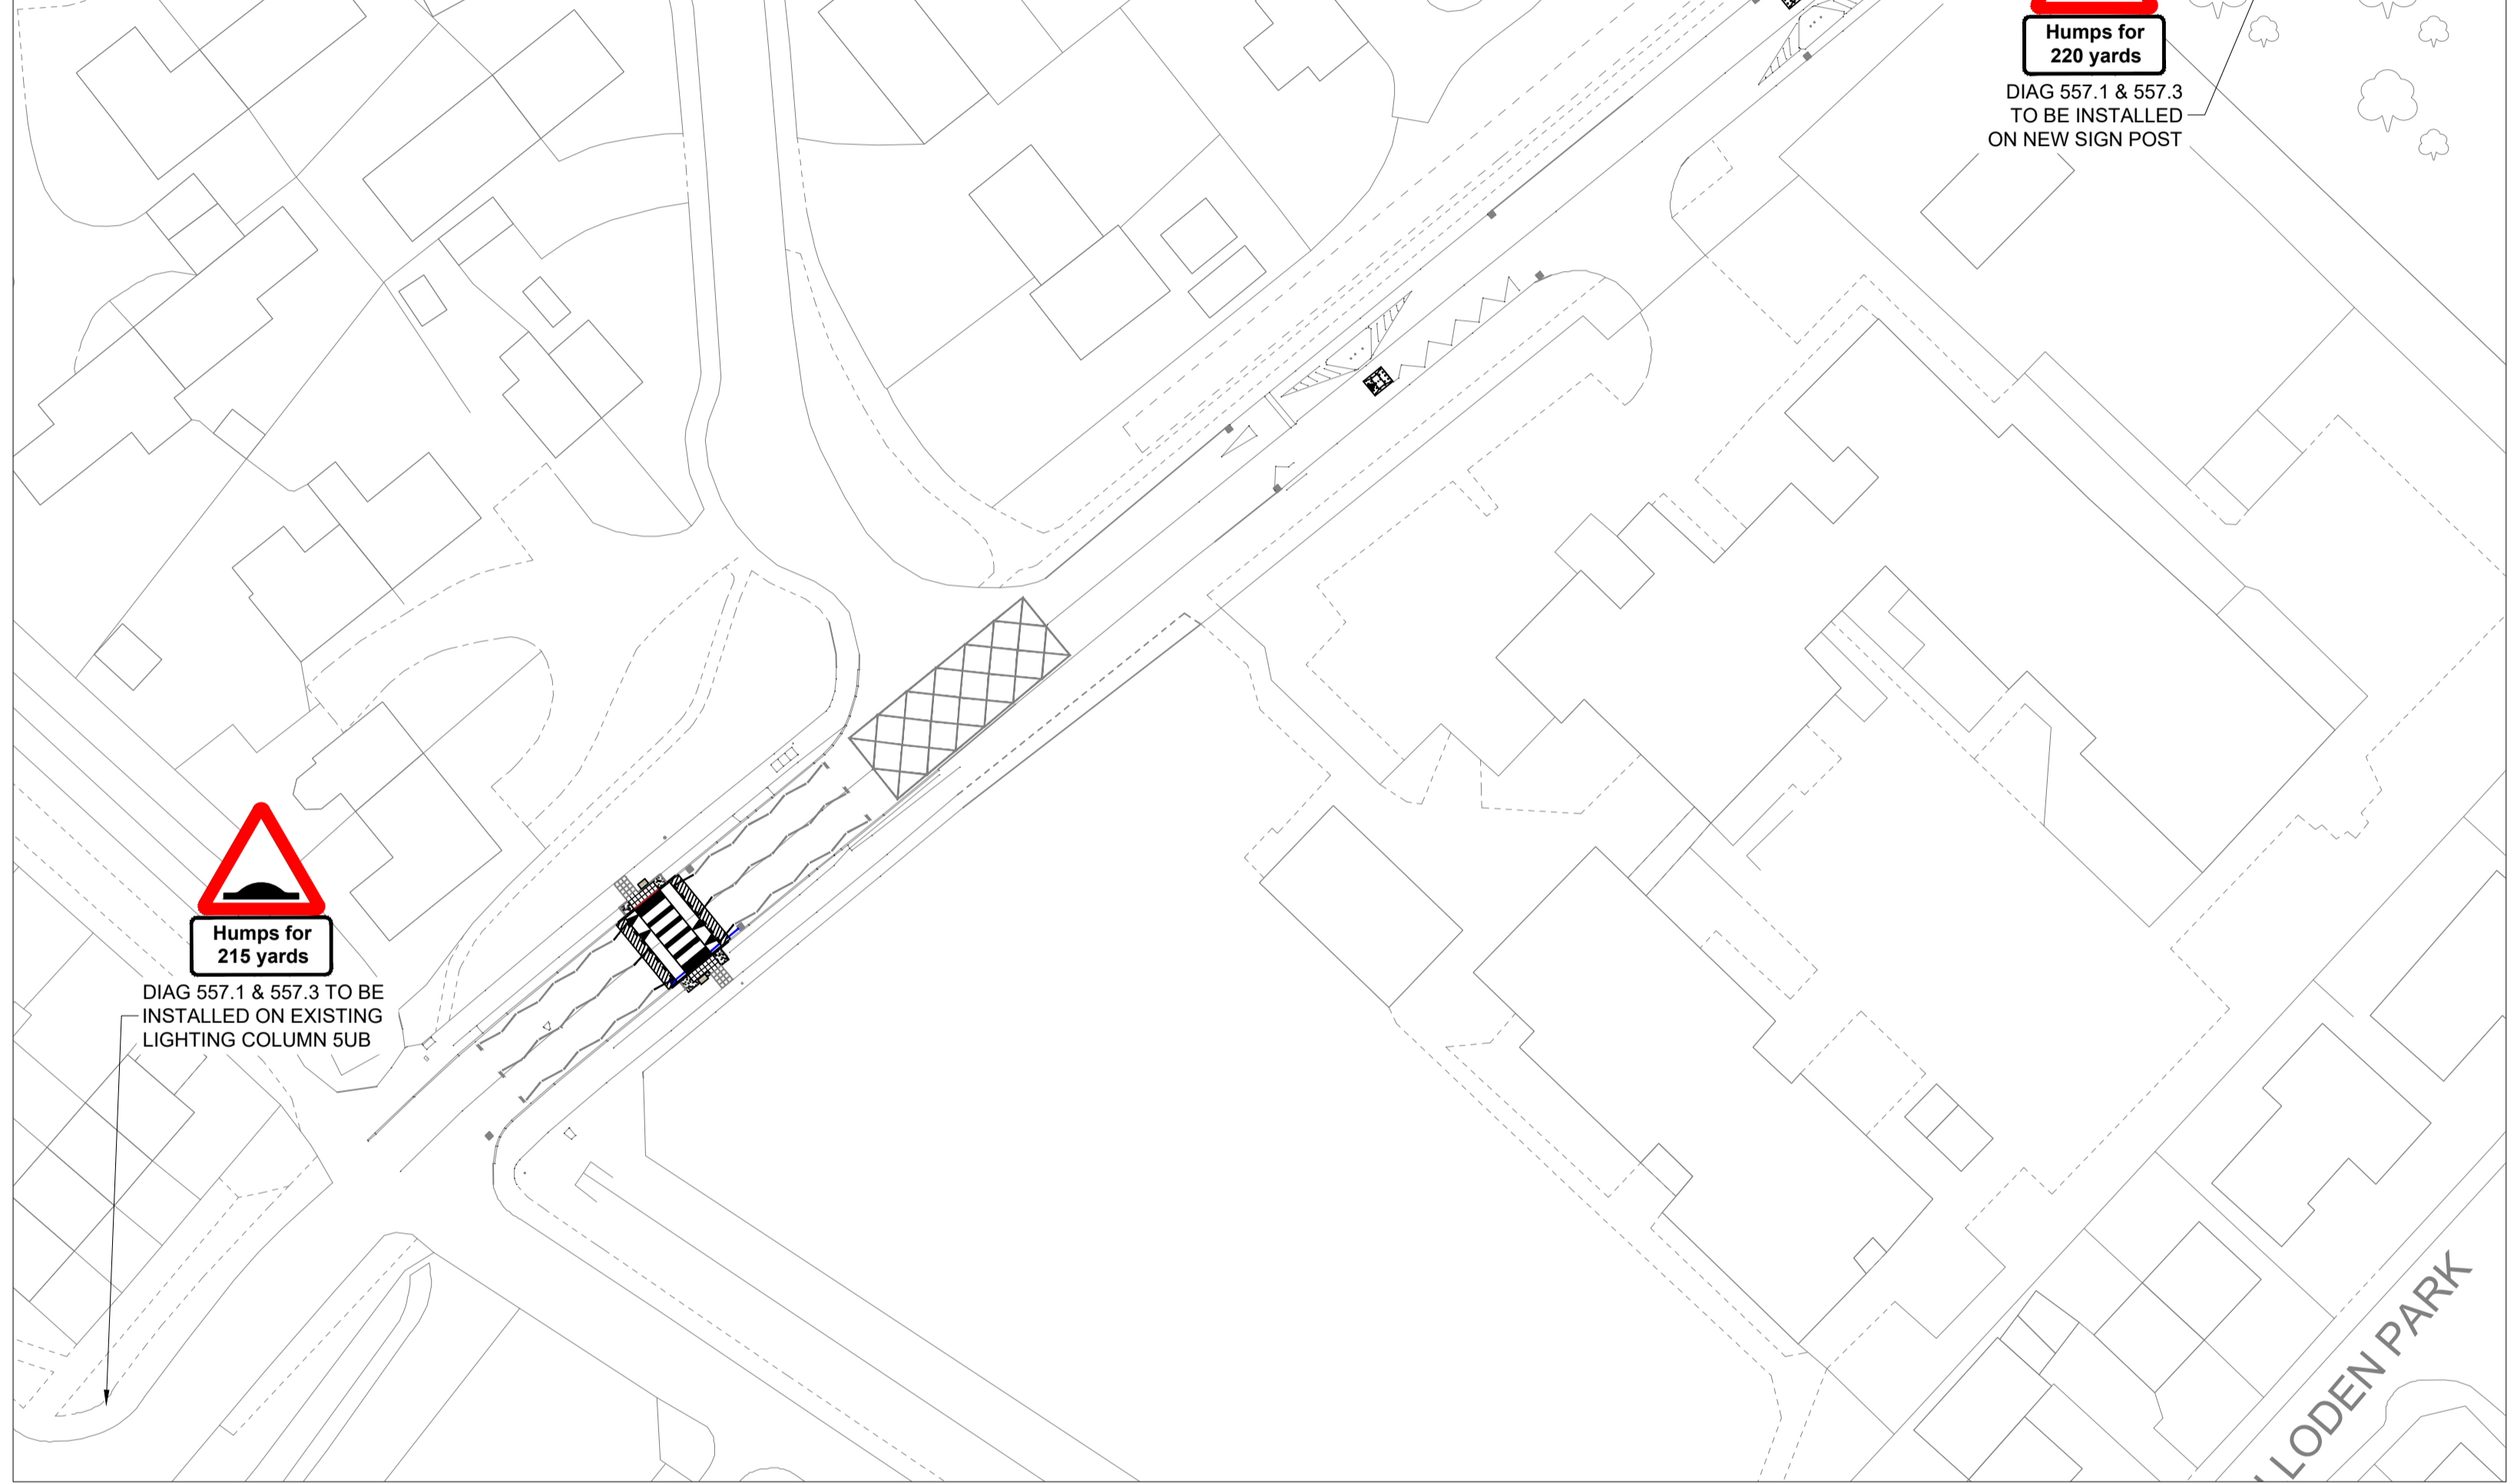 Humps for
220 yards
DIAG 557.1 & 557.3
TO BE INSTALLED
ON NEW SIGN POST
Humps for
215 yards
DIAG 557.1 & 557.3 TO BE
INSTALLED ON EXISTING
LIGHTING COLUMN 5UB
LODEN PARK